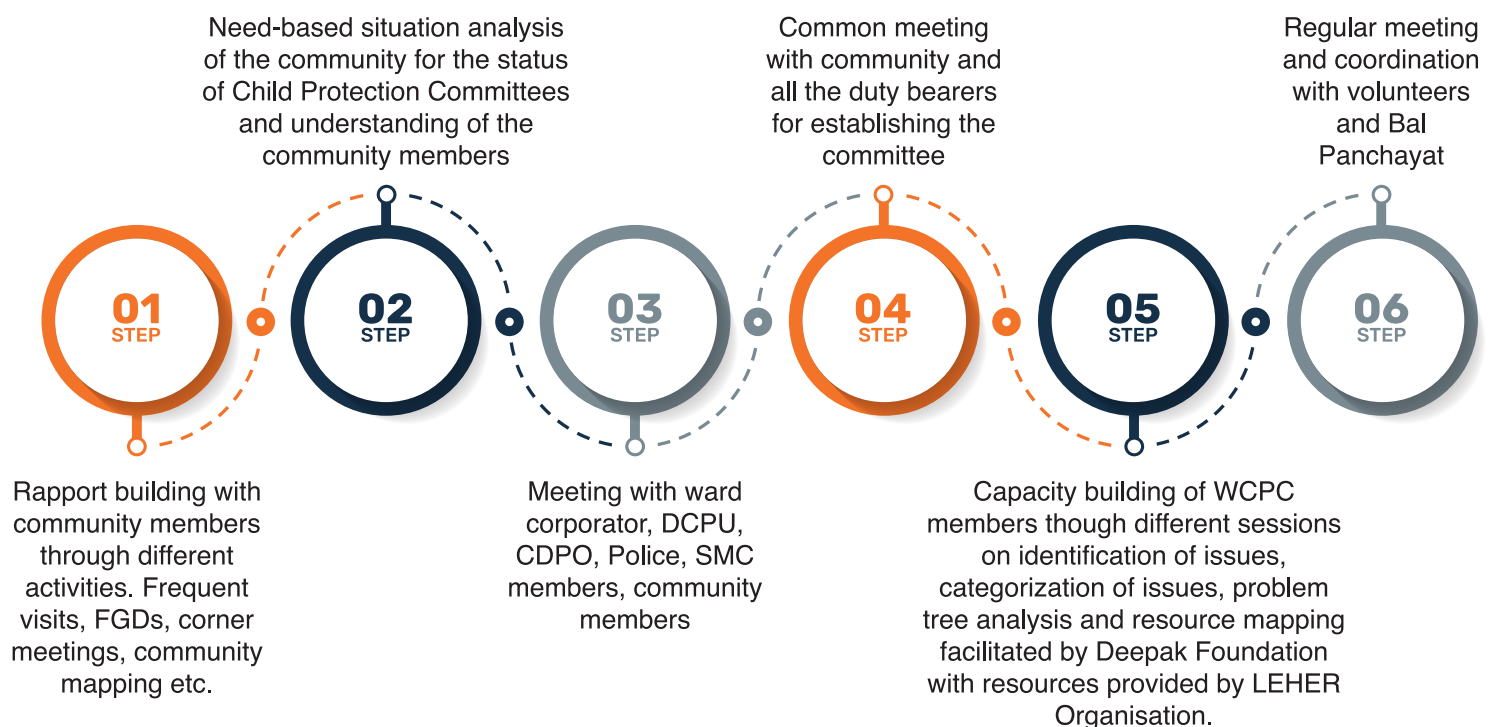 01
STEP
Rapport building with
community members
through different
activities. Frequent
visits, FGDs, corner
meetings, community
mapping etc.
Need-based situation analysis
of the community for the status
of Child Protection Committees
and understanding of the
community members
02
STEP
03
STEP
Meeting with ward
corporator, DCPU,
CDPO, Police, SMC
members, community
members
Common meeting
with community and
all the duty bearers
for establishing the
committee
04
STEP
05
STEP
Capacity building of WCPC
members though different sessions
on identification of issues,
categorization of issues, problem
tree analysis and resource mapping
facilitated by Deepak Foundation
with resources provided by LEHER
Organisation.
Regular meeting
and coordination
with volunteers
and Bal
Panchayat
06
STEP